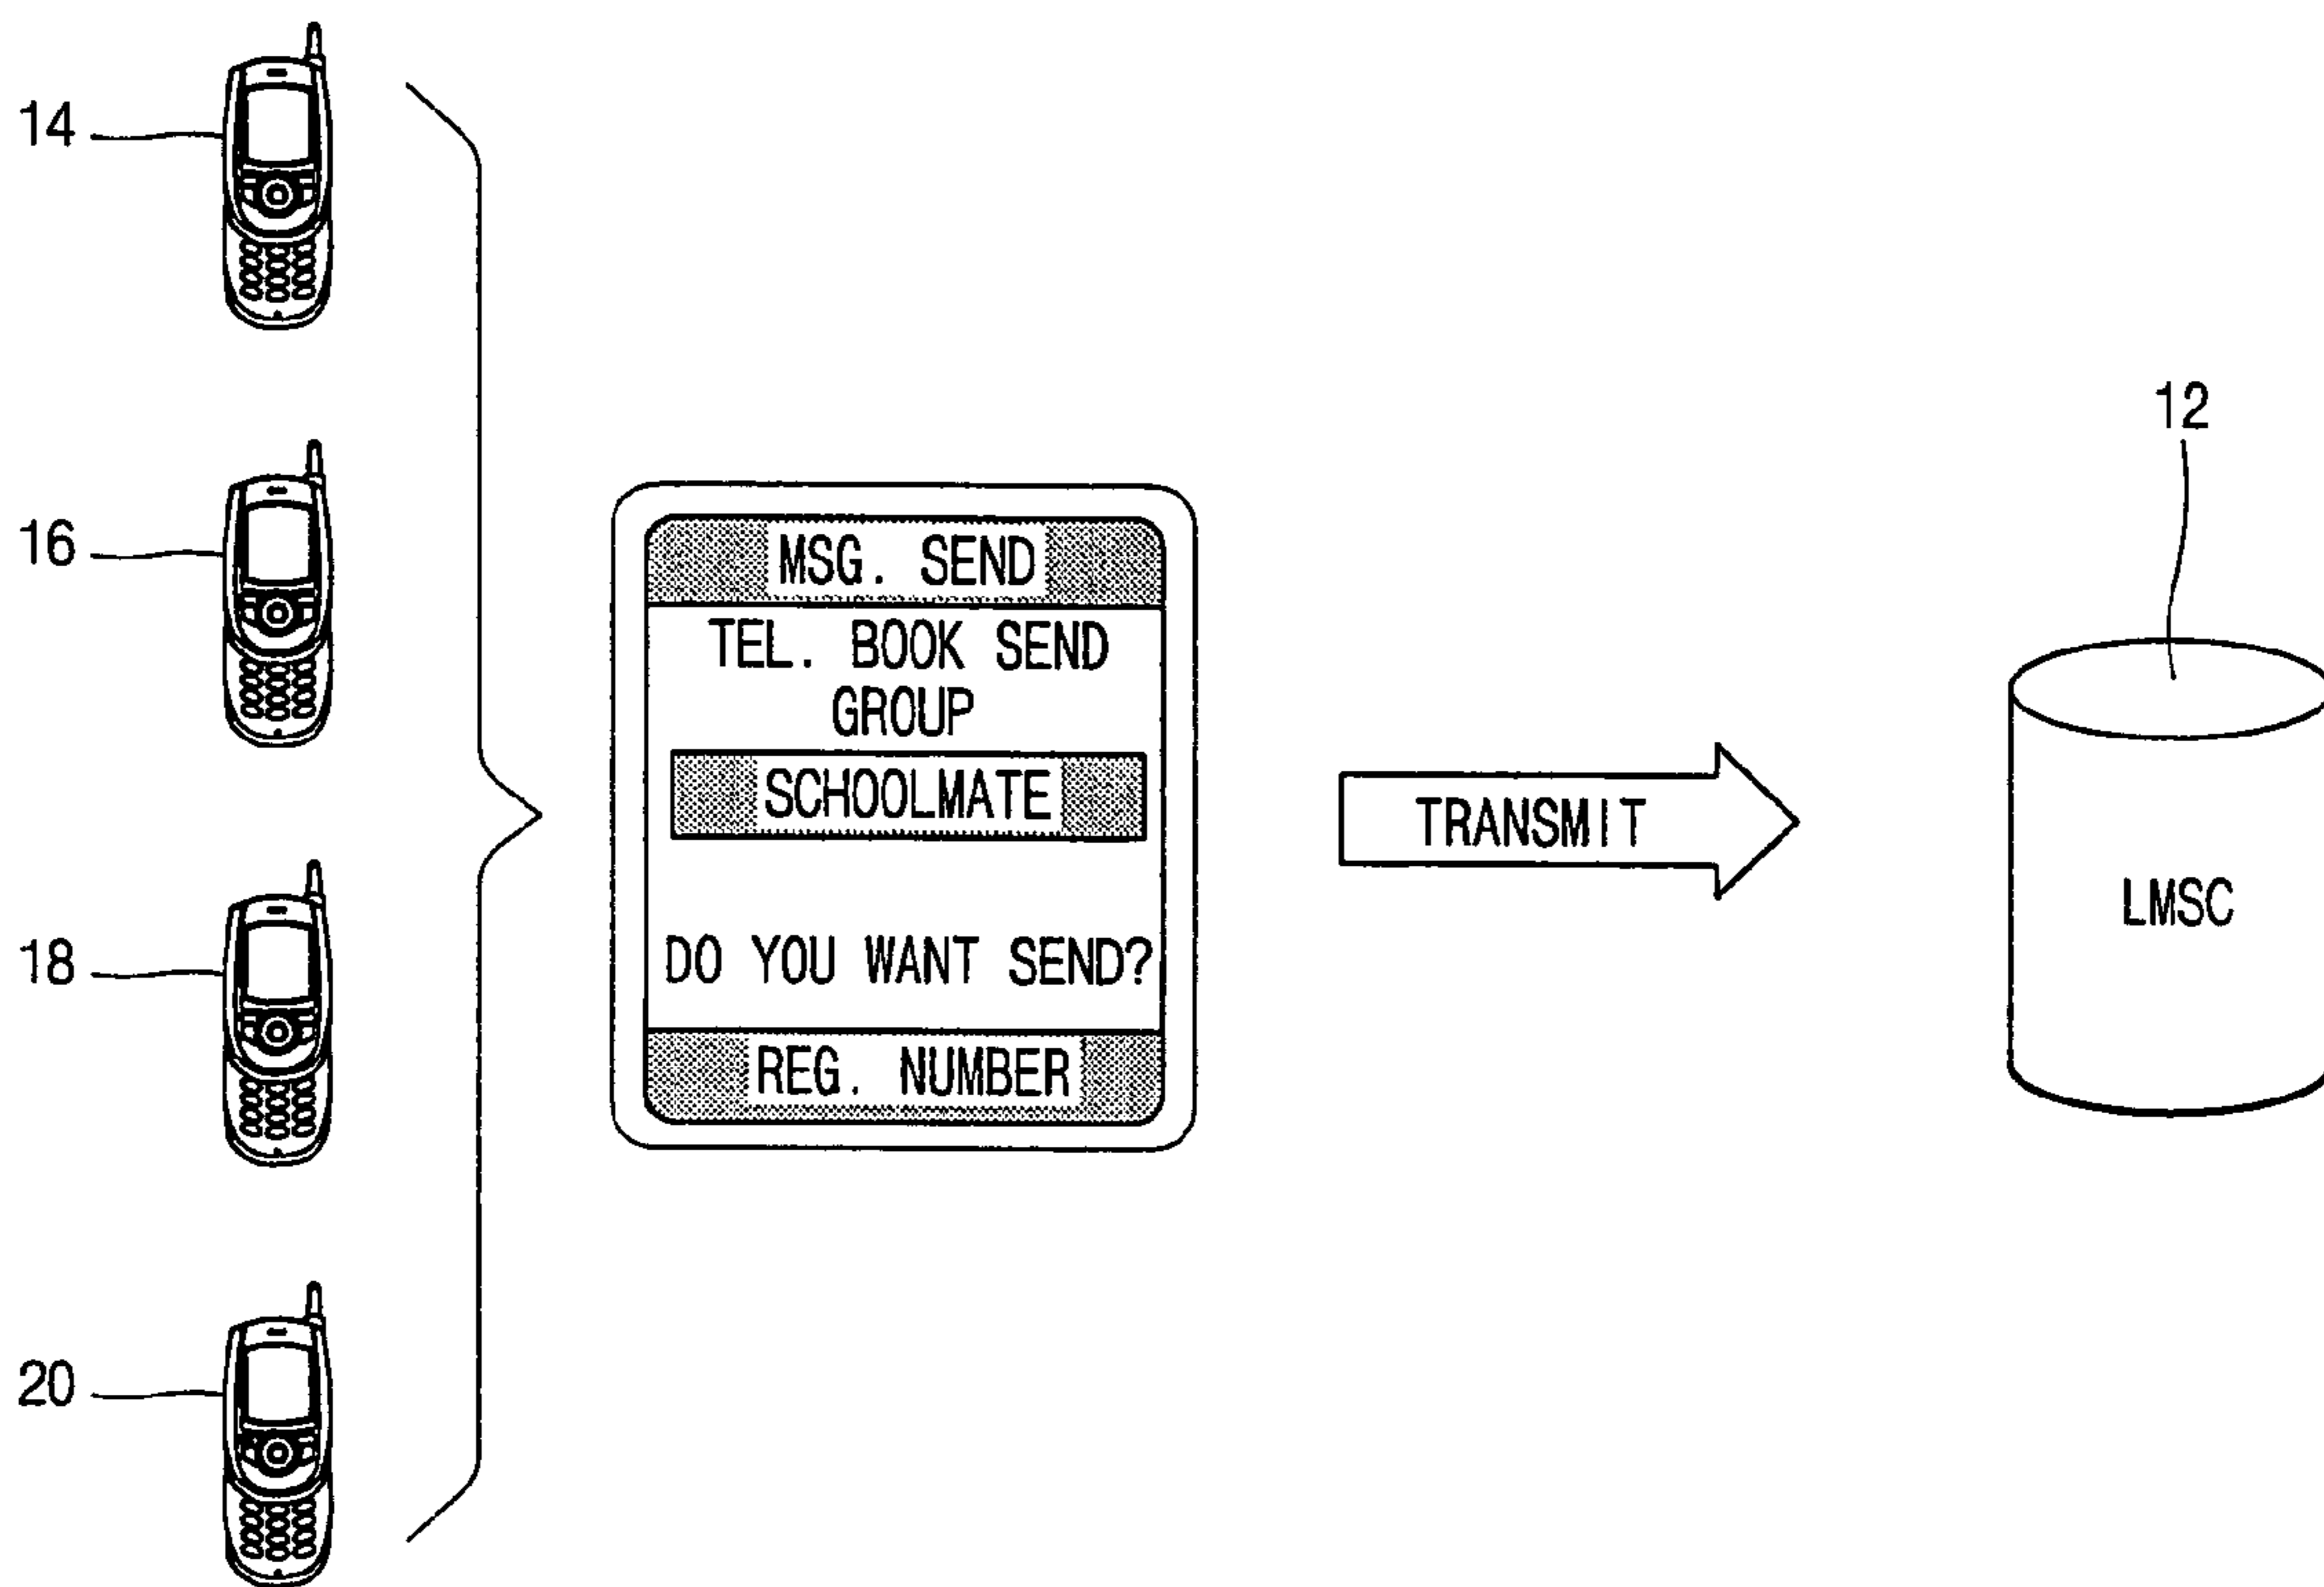 14
16
18
20
MSG. SEND
TEL. BOOK SEND
GROUP
SCHOOLMATE
DO YOU WANT SEND?
REG. NUMBER
TRANSMIT
12
LMSC